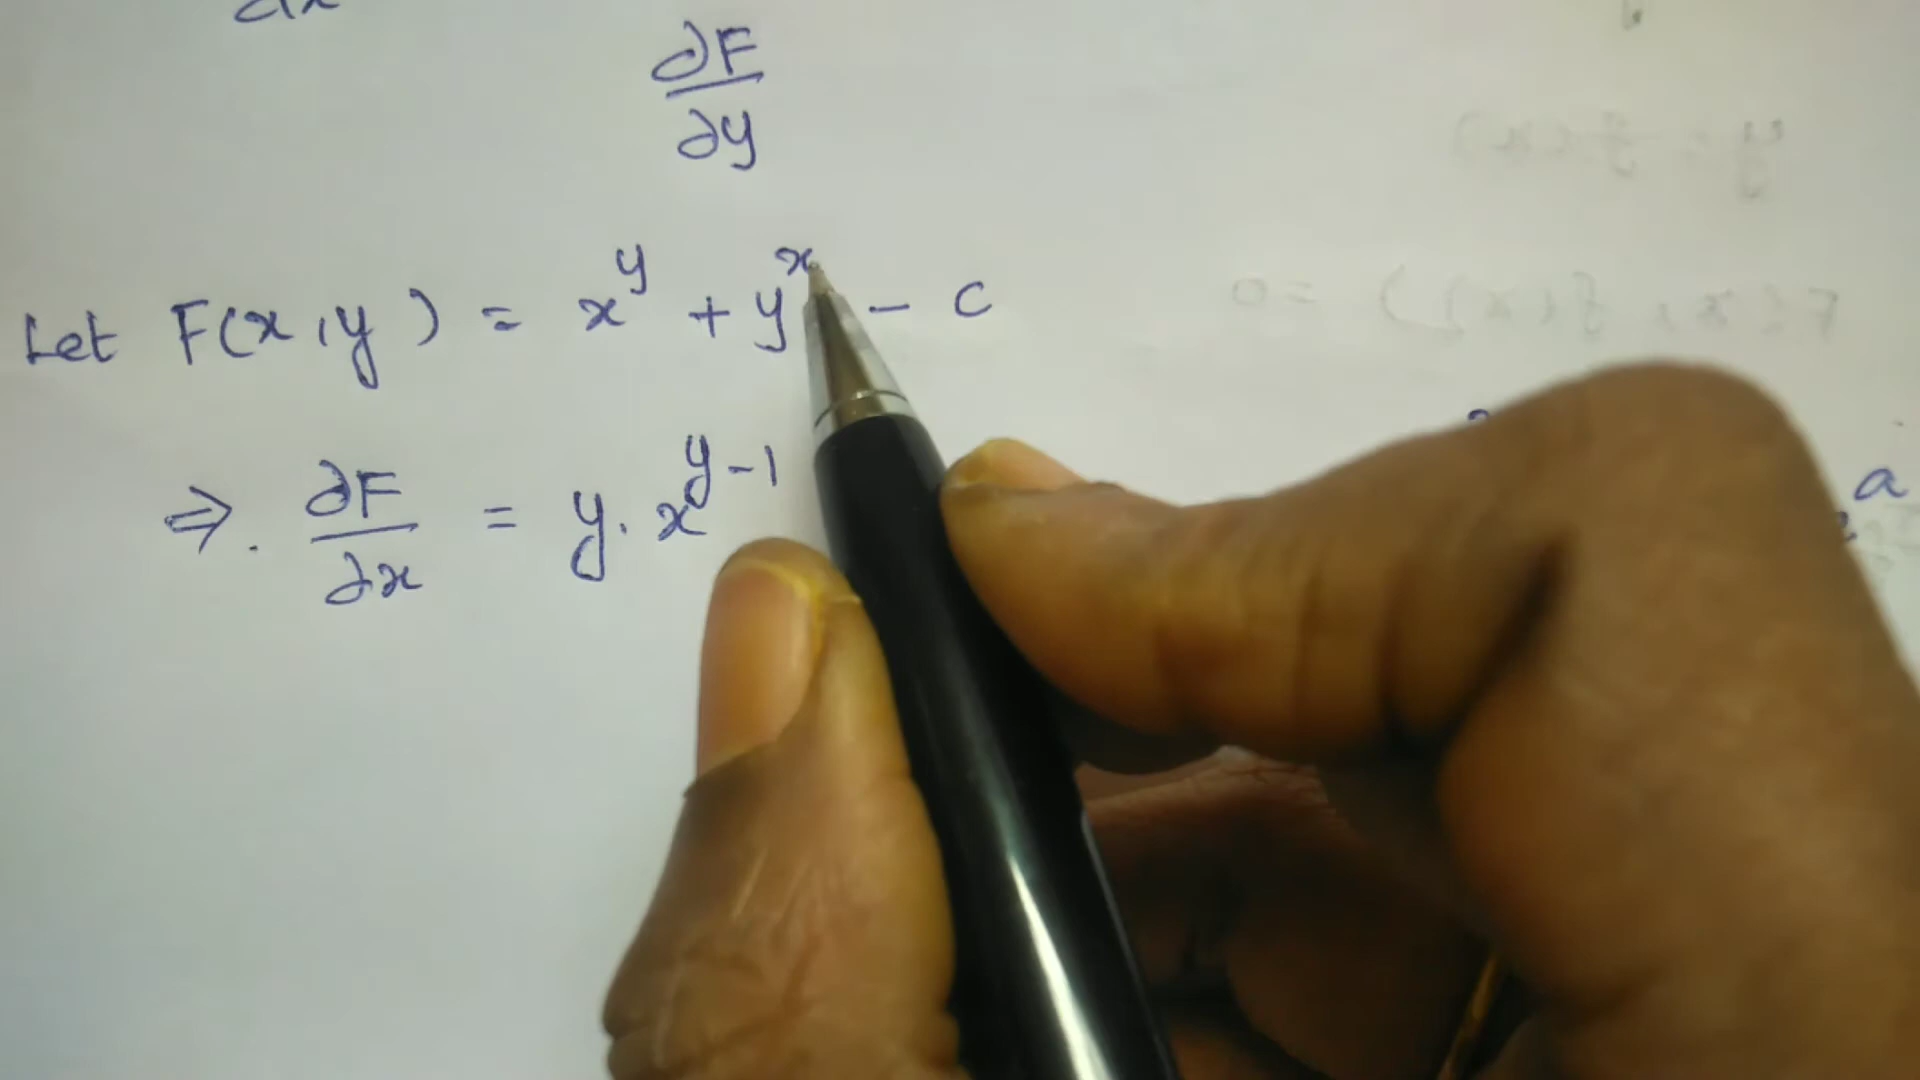 ∂F
∂y
Let F(x,y) = x^y + y^x - c
⇒. ∂F/∂x = y. x^{y-1}
a